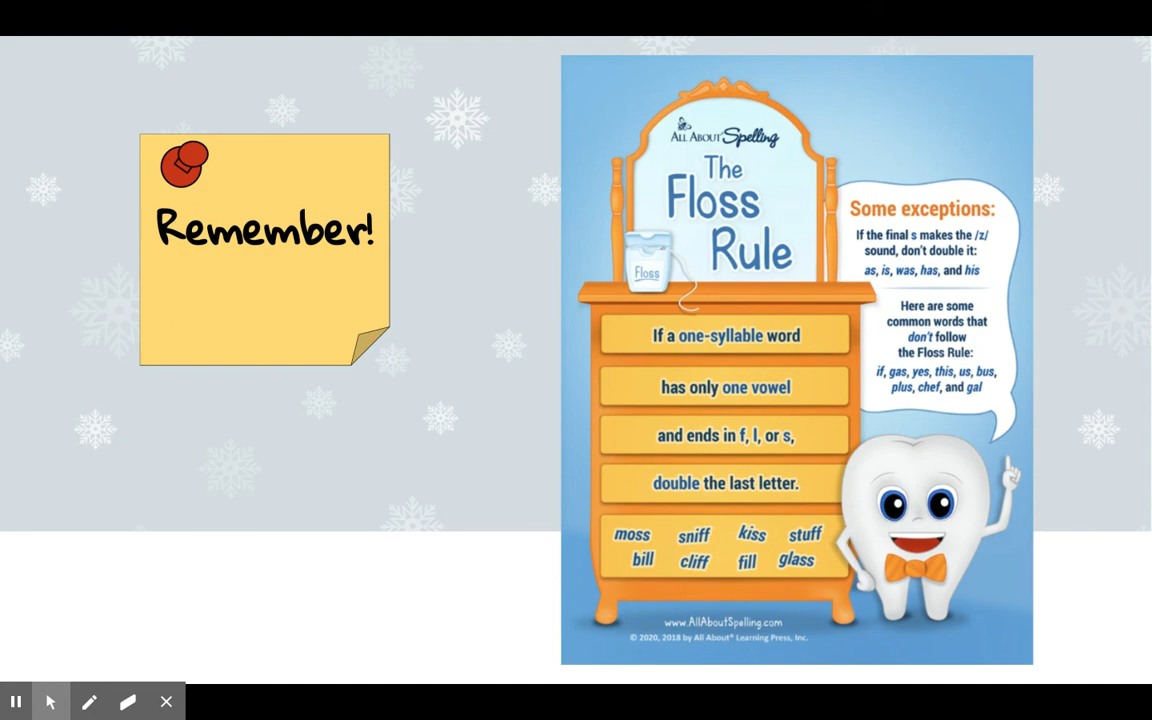 Remember!
All About Spelling
The
Floss
Rule
Floss
If a one-syllable word
has only one vowel
and ends in f, l, or s,
double the last letter.
moss sniff kiss stuff
bill cliff fill glass
www.AllAboutSpelling.com
© 2020, 2018 by All About® Learning Press, Inc.
Some exceptions:
If the final s makes the /z/
sound, don't double it:
as, is, was, has, and his
Here are some
common words that
don't follow
the Floss Rule:
if, gas, yes, this, us, bus,
plus, chef, and gal